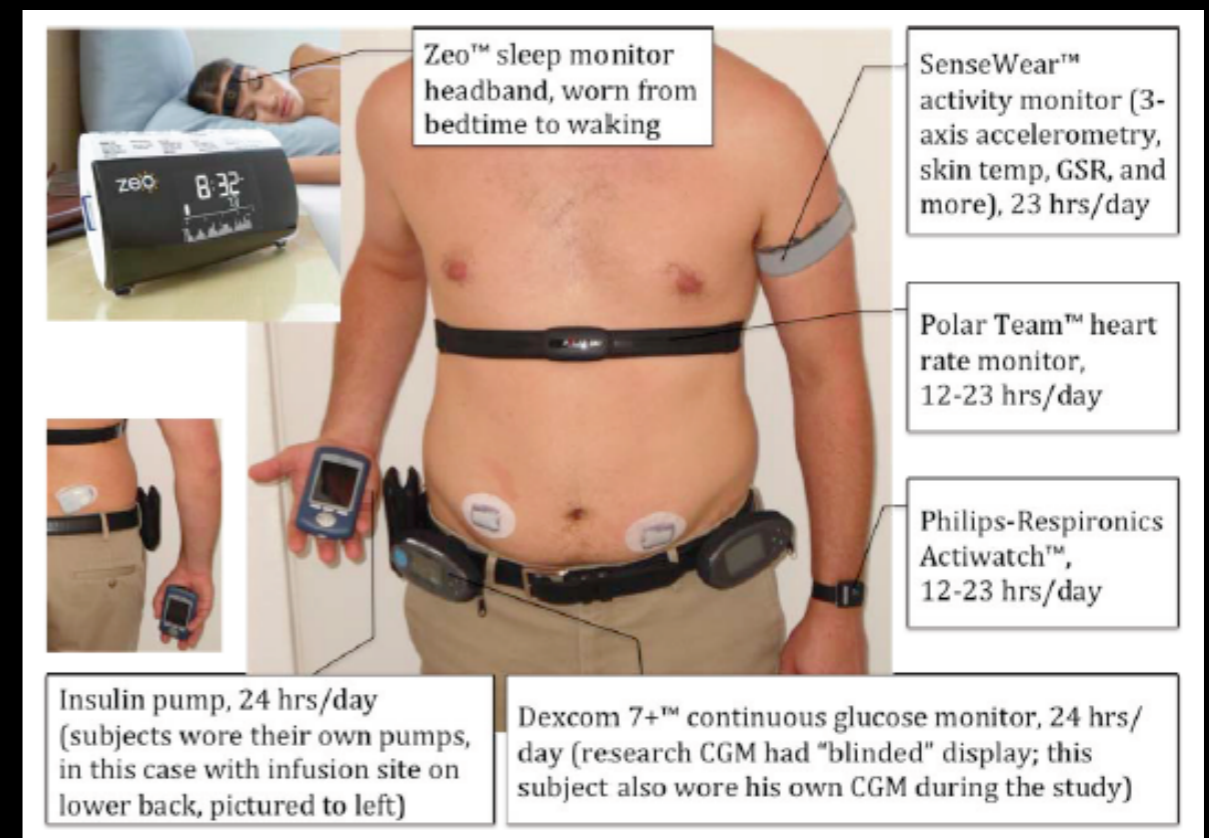 Zeo™ sleep monitor
headband, worn from
bedtime to waking
SenseWear™
activity monitor (3-
axis accelerometry,
skin temp, GSR, and
more), 23 hrs/day
zeo
8:32
Polar Team™ heart
rate monitor,
12-23 hrs/day
Philips-Respironics
Actiwatch™,
12-23 hrs/day
Insulin pump, 24 hrs/day
(subjects wore their own pumps,
in this case with infusion site on
lower back, pictured to left)
Dexcom 7+™ continuous glucose monitor, 24 hrs/
day (research CGM had “blinded” display; this
subject also wore his own CGM during the study)